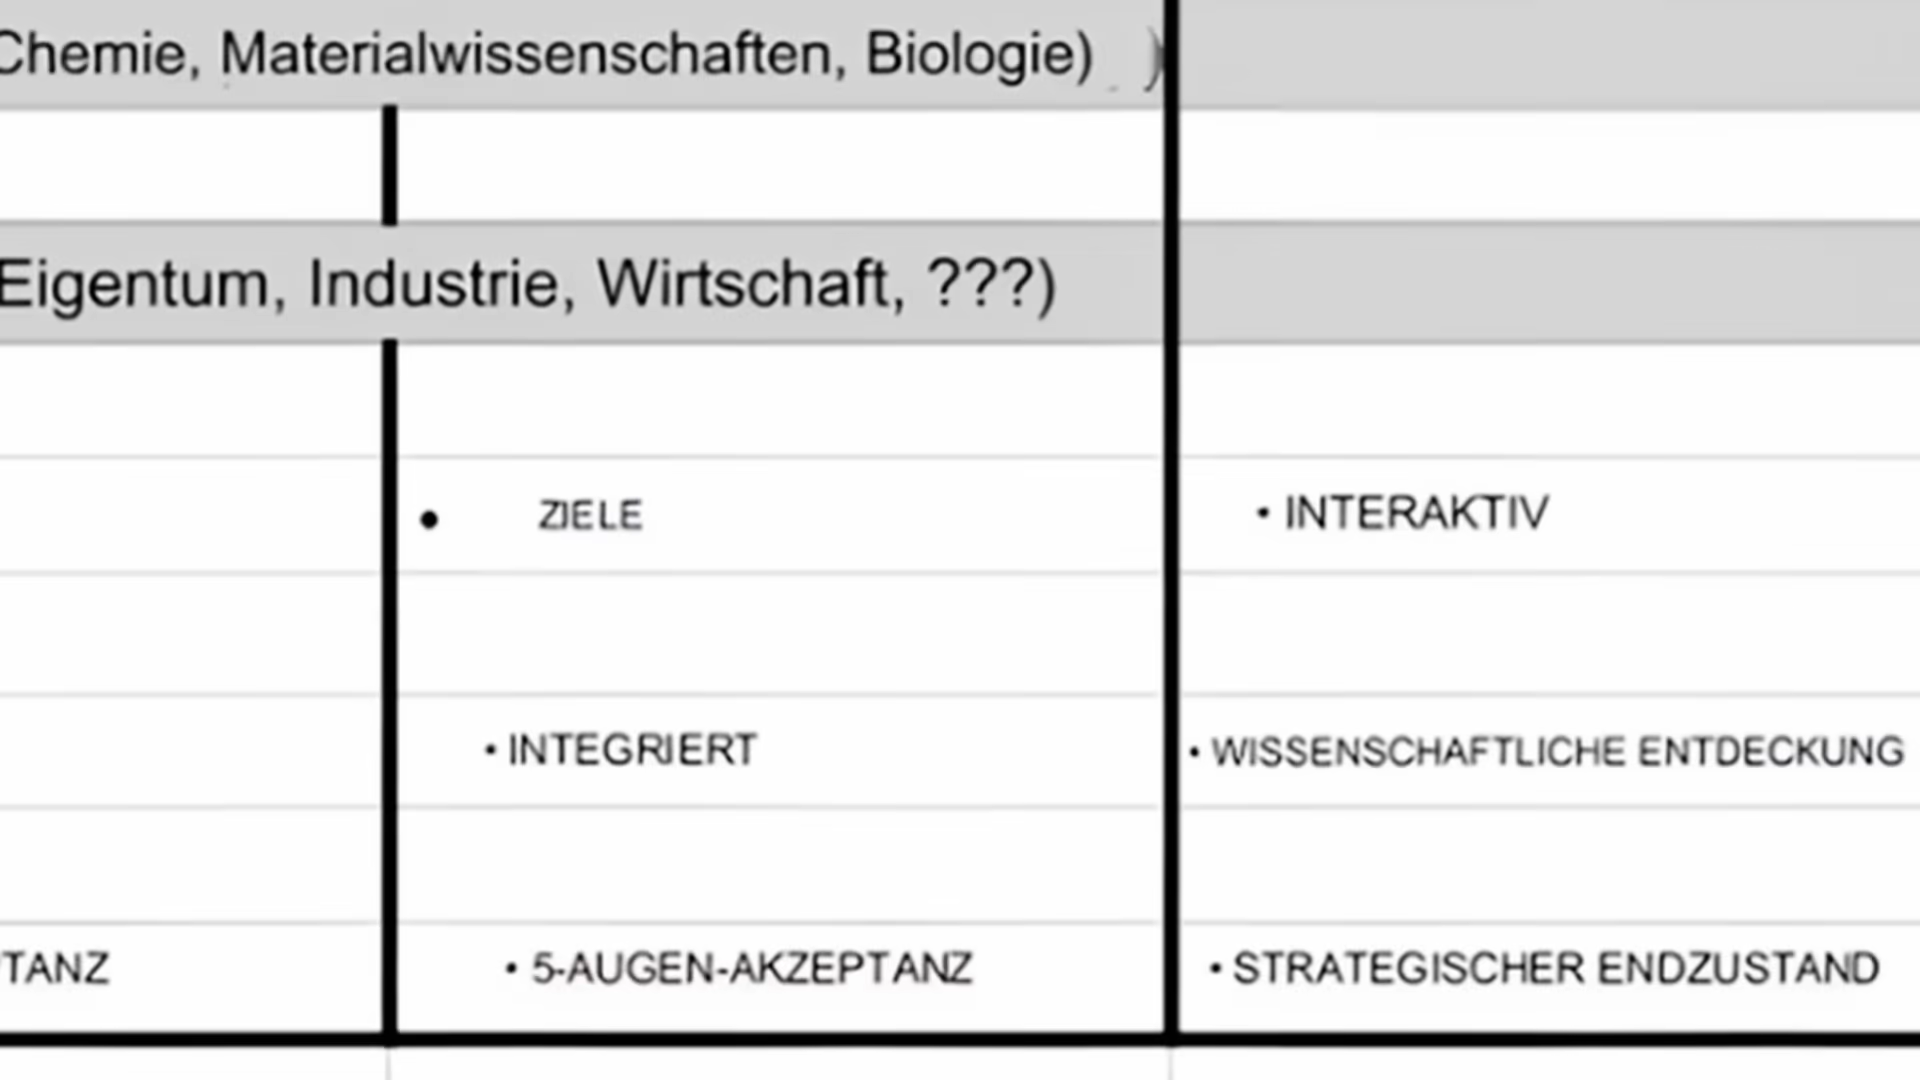 Chemie, Materialwissenschaften, Biologie) )
Eigentum, Industrie, Wirtschaft, ???)
• ZIELE
• INTERAKTIV
• INTEGRIERT
• WISSENSCHAFTLICHE ENTDECKUNG
TANZ
• 5-AUGEN-AKZEPTANZ
• STRATEGISCHER ENDZUSTAND